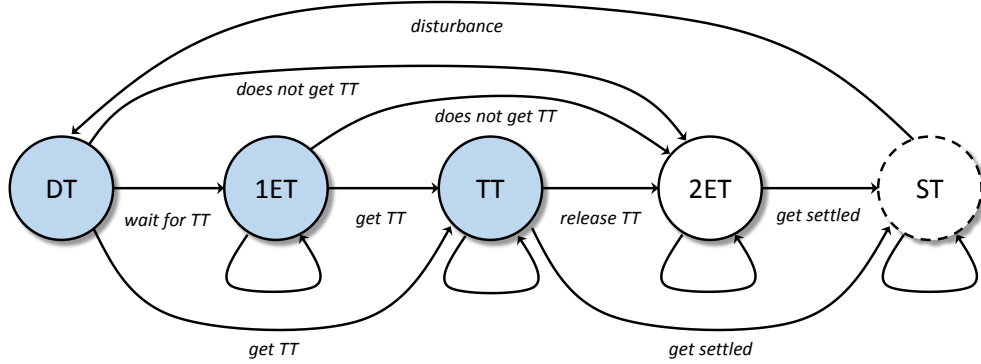 disturbance
does not get TT
does not get TT
DT
1ET
TT
2ET
ST
wait for TT
get TT
release TT
get settled
get TT
get settled